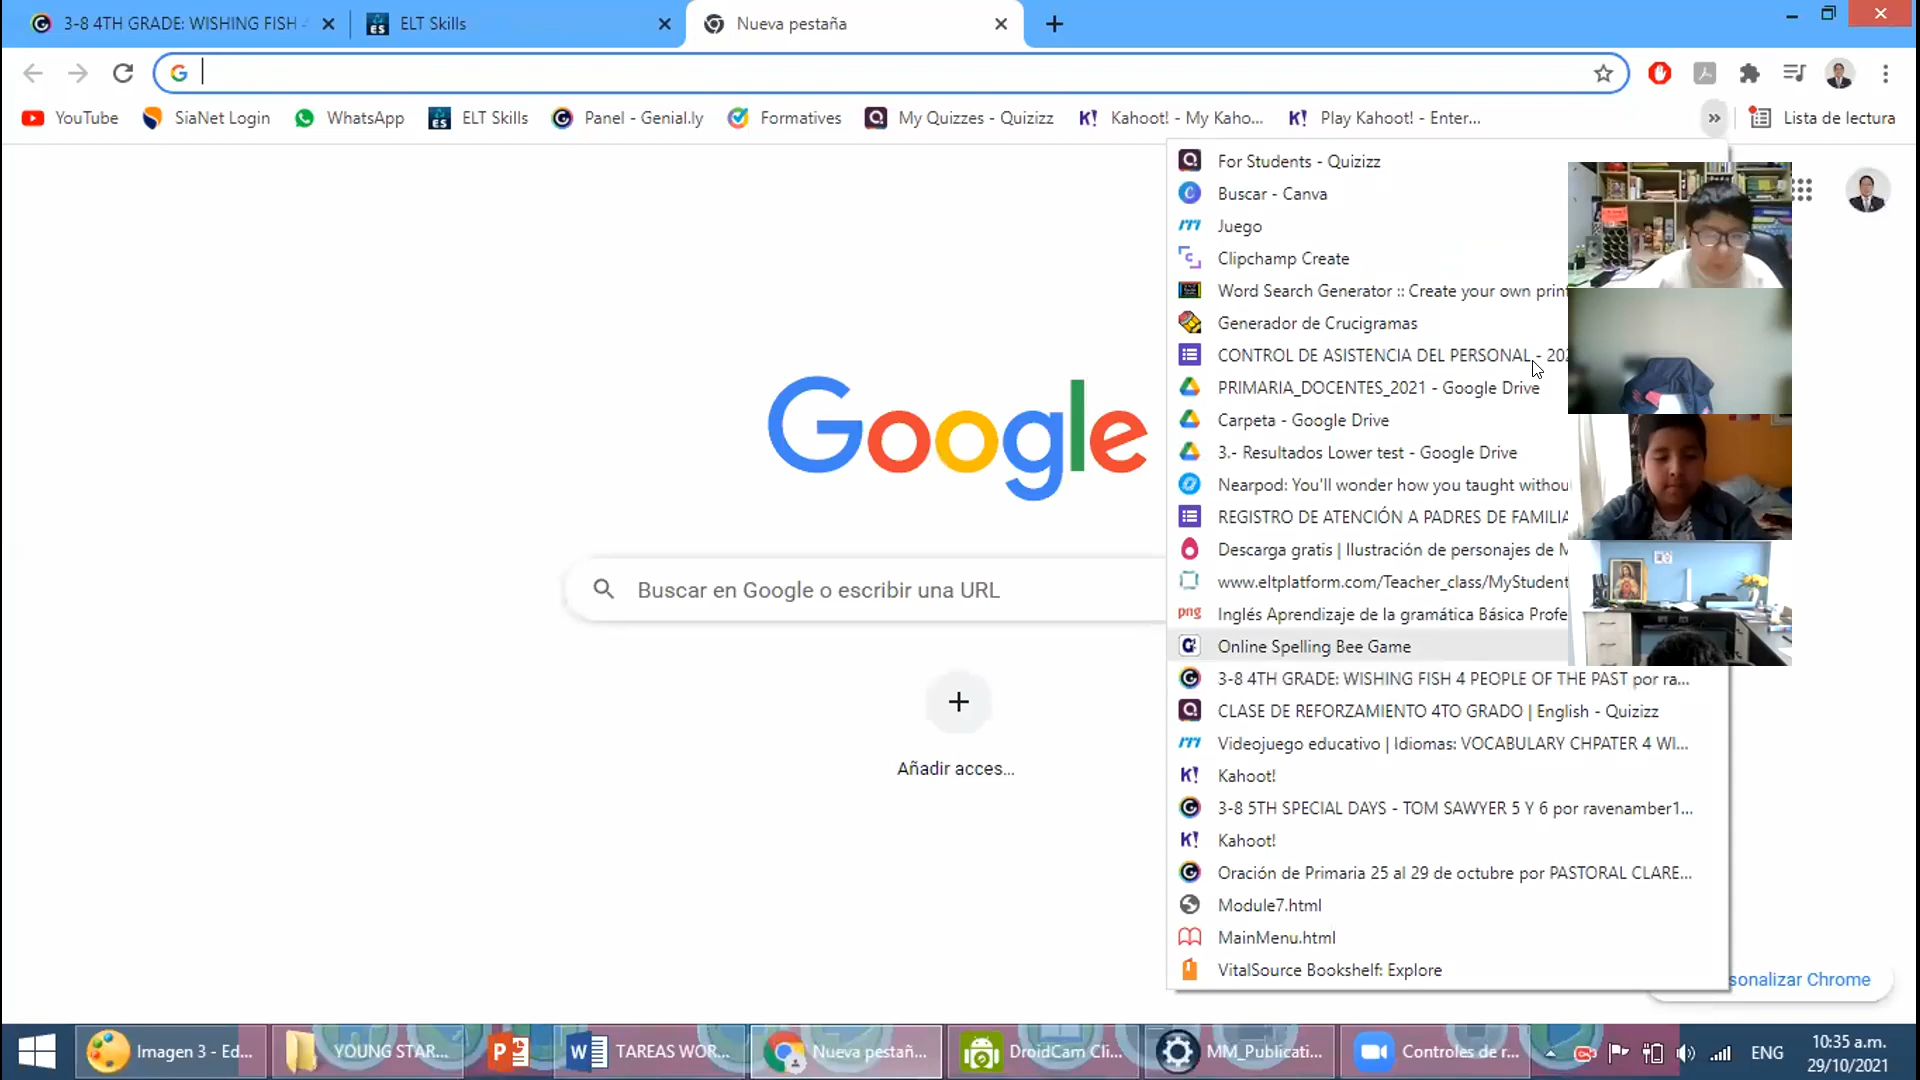 3-8 4TH GRADE: WISHING FISH -
ELT Skills
Nueva pestaña
YouTube
SiaNet Login
WhatsApp
ELT Skills
Panel - Genial.ly
Formatives
My Quizzes - Quizizz
Kahoot! - My Kaho...
Play Kahoot! - Enter...
»
Lista de lectura
For Students - Quizizz
Buscar - Canva
Juego
Clipchamp Create
Word Search Generator :: Create your own prin
Generador de Crucigramas
CONTROL DE ASISTENCIA DEL PERSONAL - 202
PRIMARIA_DOCENTES_2021 - Google Drive
Carpeta - Google Drive
3.- Resultados Lower test - Google Drive
Nearpod: You'll wonder how you taught withou
REGISTRO DE ATENCIÓN A PADRES DE FAMILIA
Descarga gratis | Ilustración de personajes de M
www.eltplatform.com/Teacher_class/MyStudent
png Inglés Aprendizaje de la gramática Básica Profe
Online Spelling Bee Game
3-8 4TH GRADE: WISHING FISH 4 PEOPLE OF THE PAST por ra...
CLASE DE REFORZAMIENTO 4TO GRADO | English - Quizizz
Videojuego educativo | Idiomas: VOCABULARY CHPATER 4 WI...
Kahoot!
3-8 5TH SPECIAL DAYS - TOM SAWYER 5 Y 6 por ravenamber1...
Kahoot!
Oración de Primaria 25 al 29 de octubre por PASTORAL CLARE...
Module7.html
MainMenu.html
VitalSource Bookshelf: Explore
Google
Buscar en Google o escribir una URL
Añadir acces...
sonalizar Chrome
Imagen 3 - Ed...
YOUNG STAR...
TAREAS WOR...
Nueva pestañ...
DroidCam Cli...
MM_Publicati...
Controles de r...
ENG
10:35 a.m.
29/10/2021